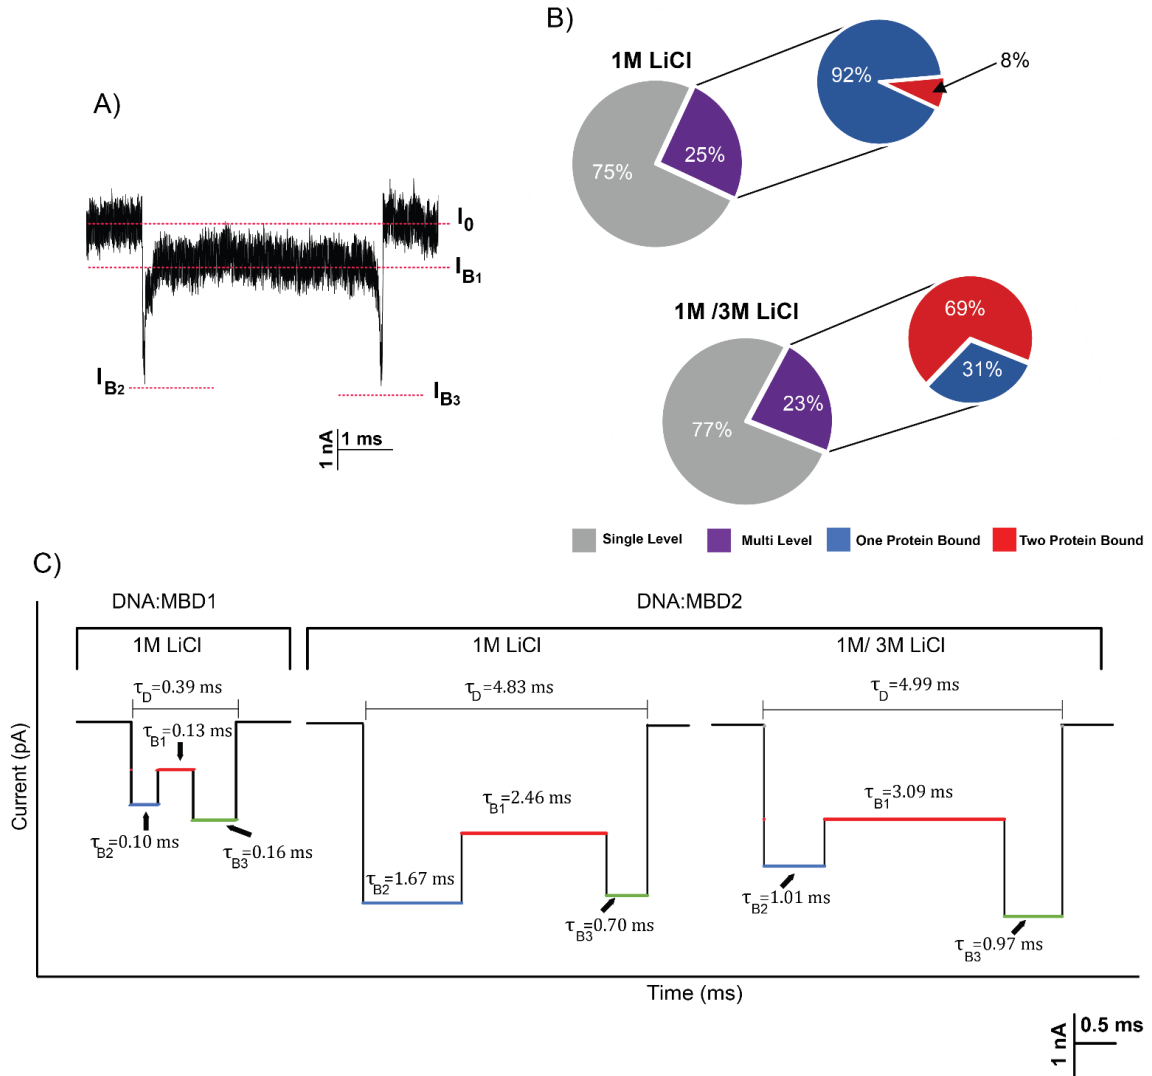 B)
1M LiCl
92%
8%
A)
75%
25%
I0
IB1
1M /3M LiCl
69%
31%
IB2
IB3
77%
23%
1 nA
1 ms
Single Level
Multi Level
One Protein Bound
Two Protein Bound
C)
DNA:MBD1
DNA:MBD2
1M LiCl
1M LiCl
1M/ 3M LiCl
τD=0.39 ms
τD=4.83 ms
τD=4.99 ms
τB1=0.13 ms
τB1=2.46 ms
τB1=3.09 ms
τB2=0.10 ms
τB3=0.16 ms
τB2=1.67 ms
τB3=0.70 ms
τB2=1.01 ms
τB3=0.97 ms
Current (pA)
Time (ms)
1 nA
0.5 ms